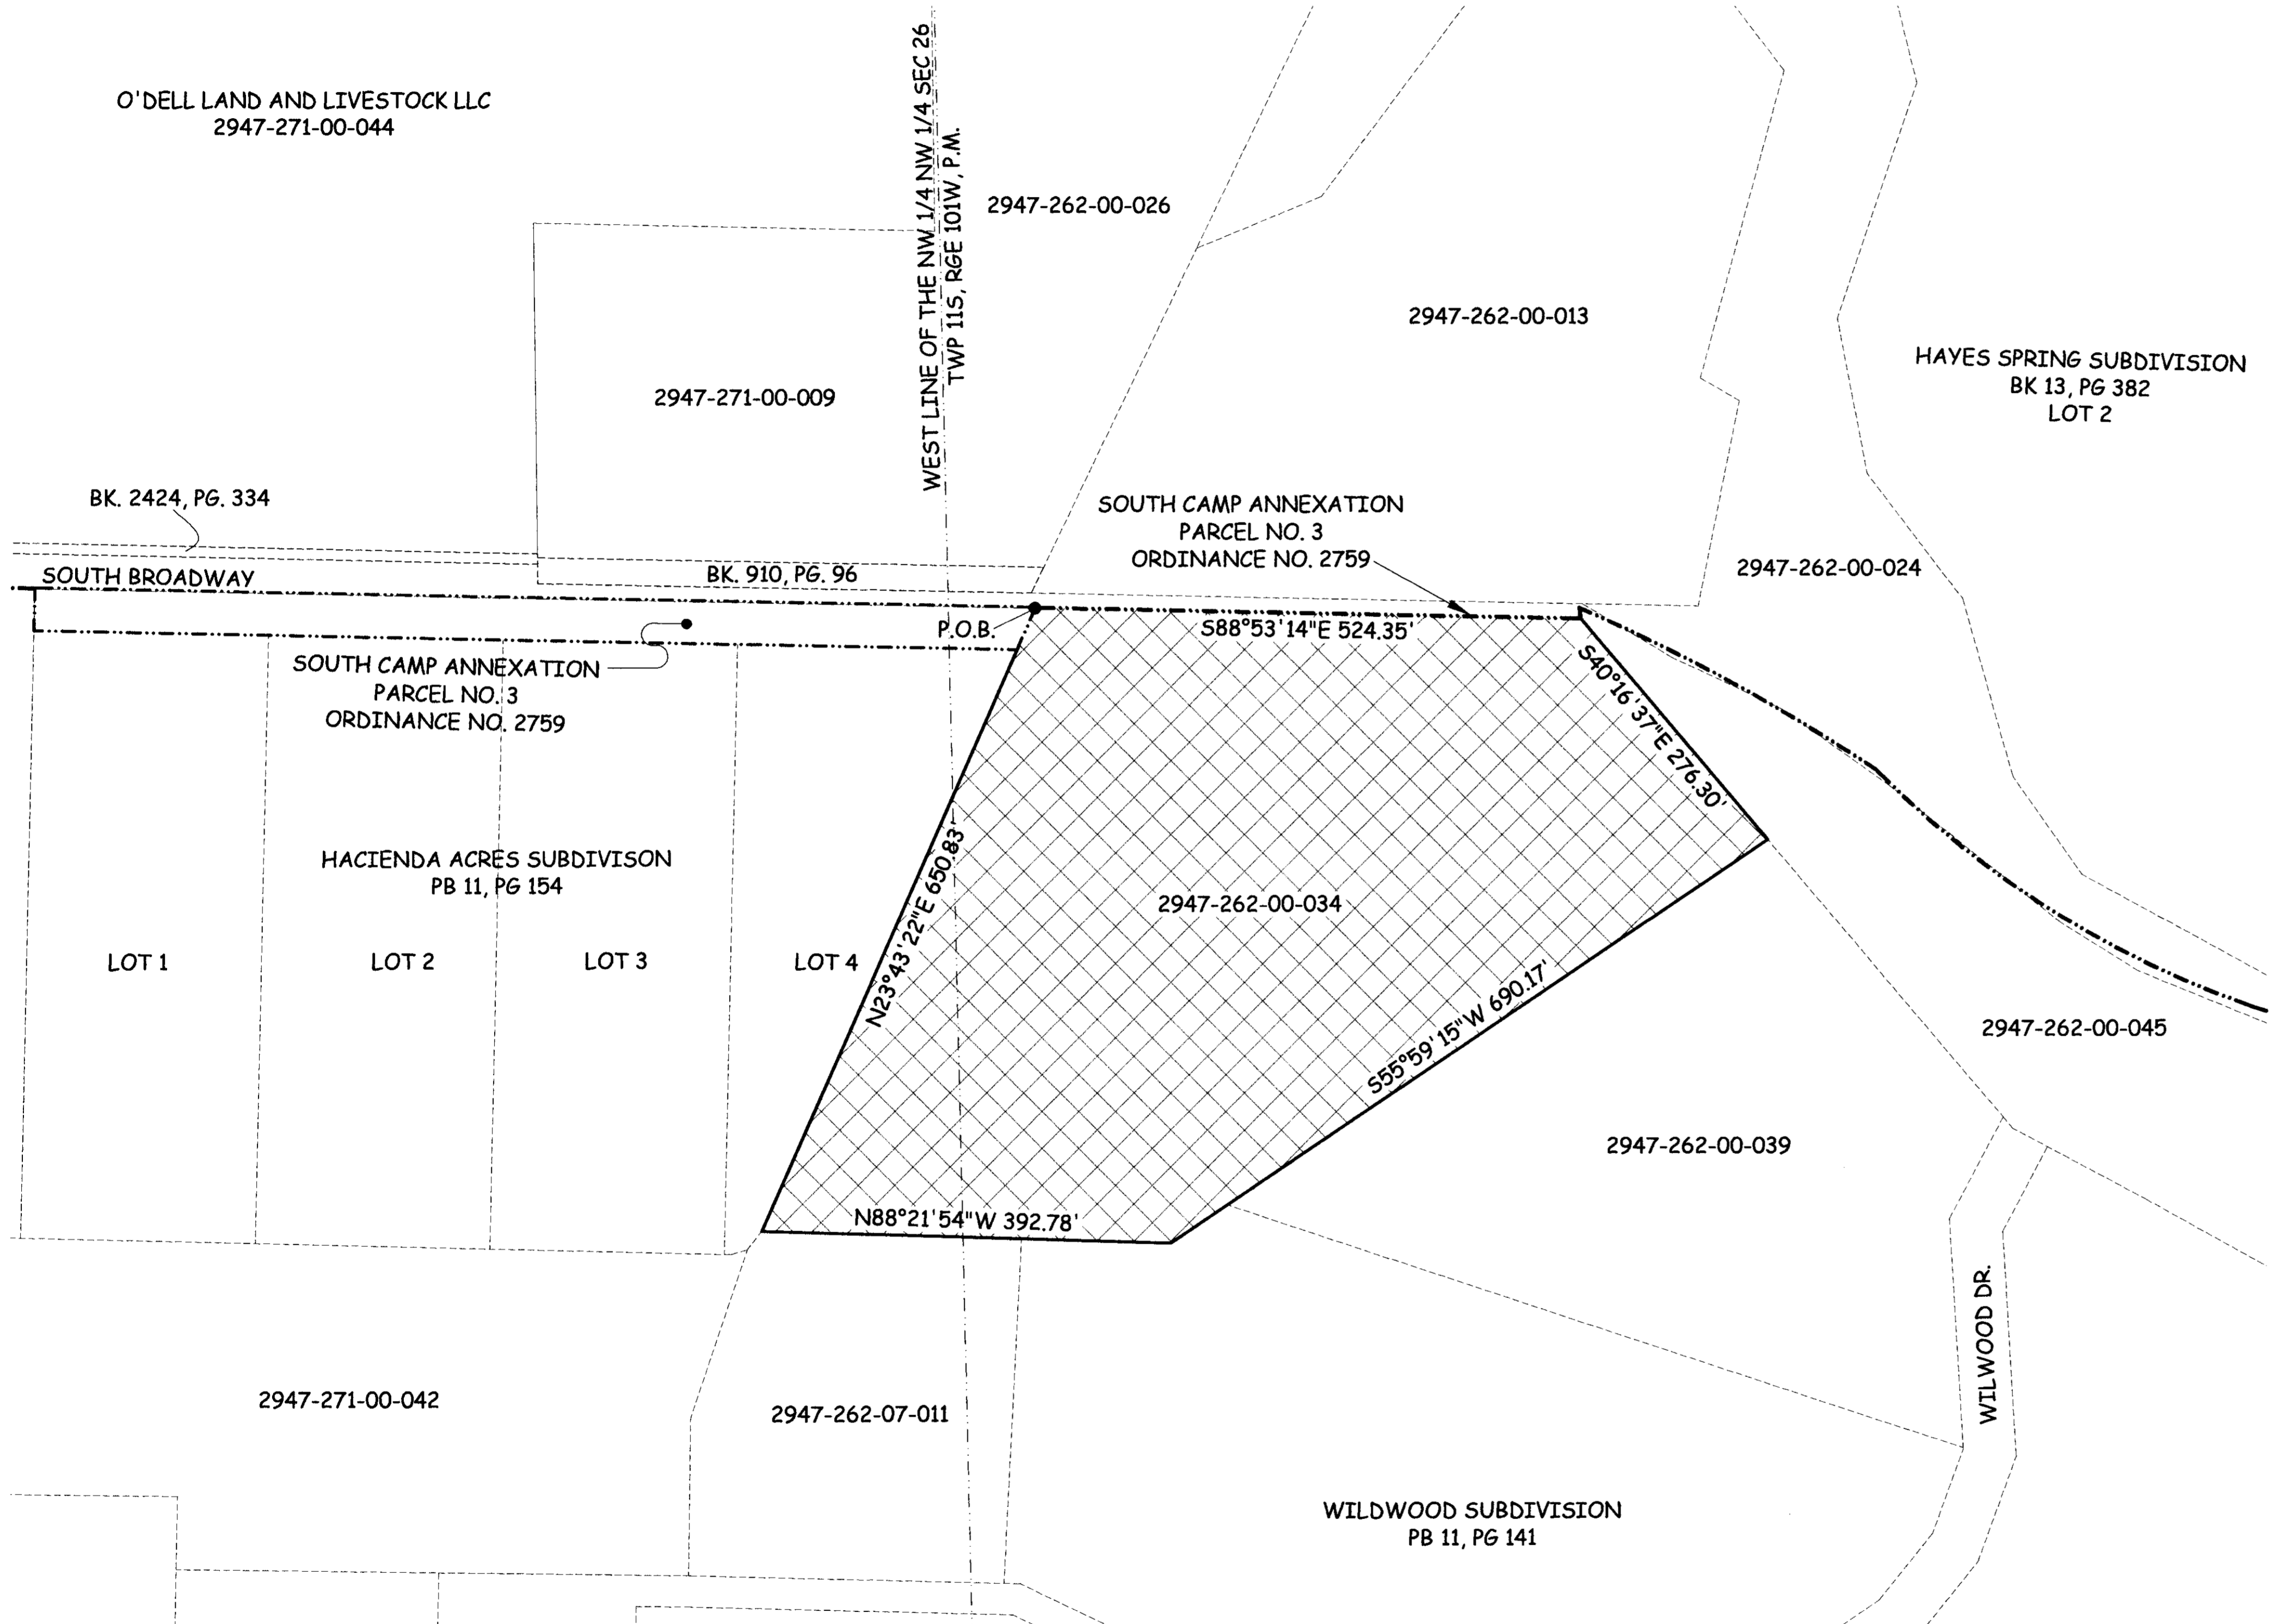 O'DELL LAND AND LIVESTOCK LLC
2947-271-00-044
WEST LINE OF THE NW 1/4 NW 1/4 SEC 26
TWP 11S, RGE 101W, P.M.
2947-262-00-026
2947-262-00-013
HAYES SPRING SUBDIVISION
BK 13, PG 382
LOT 2
2947-271-00-009
BK. 2424, PG. 334
SOUTH CAMP ANNEXATION
PARCEL NO. 3
ORDINANCE NO. 2759
2947-262-00-024
SOUTH BROADWAY
BK. 910, PG. 96
P.O.B.
S88°53'14"E 524.35'
SOUTH CAMP ANNEXATION
PARCEL NO. 3
ORDINANCE NO. 2759
S40°16'37"E 276.30'
HACIENDA ACRES SUBDIVISON
PB 11, PG 154
N23°43'22"E 650.83'
2947-262-00-034
LOT 1
LOT 2
LOT 3
LOT 4
S55°59'15"W 690.17'
2947-262-00-045
2947-262-00-039
N88°21'54"W 392.78'
WILWOOD DR.
2947-271-00-042
2947-262-07-011
WILDWOOD SUBDIVISION
PB 11, PG 141